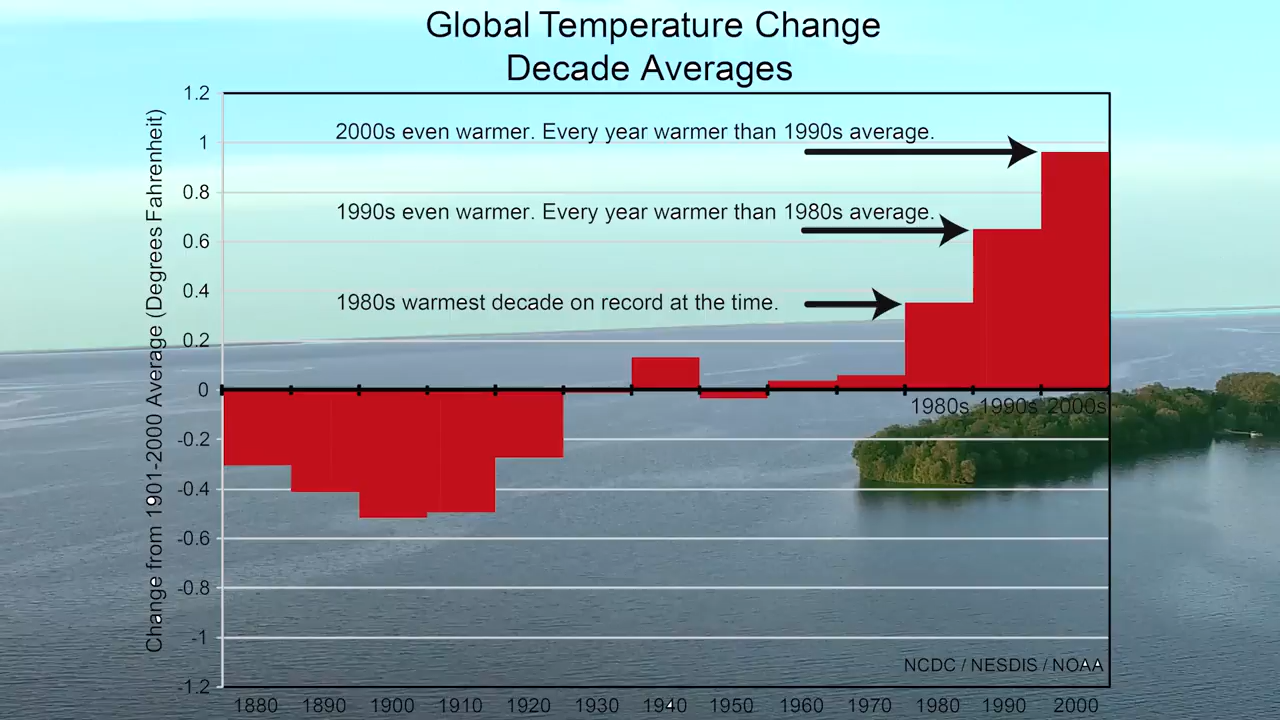 Global Temperature Change
Decade Averages
Change from 1901-2000 Average (Degrees Fahrenheit)
1.2
1
0.8
0.6
0.4
0.2
0
-0.2
-0.4
-0.6
-0.8
-1
-1.2
2000s even warmer. Every year warmer than 1990s average.
1990s even warmer. Every year warmer than 1980s average.
1980s warmest decade on record at the time.
1980s 1990s 2000s
NCDC / NESDIS / NOAA
1880 1890 1900 1910 1920 1930 1940 1950 1960 1970 1980 1990 2000